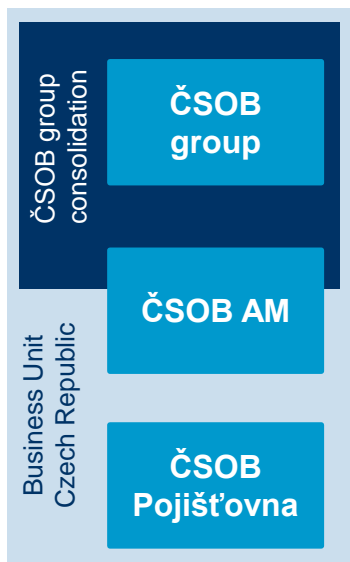 ČSOB group
consolidation
ČSOB
group
ČSOB AM
Business Unit
Czech Republic
ČSOB
Pojišťovna